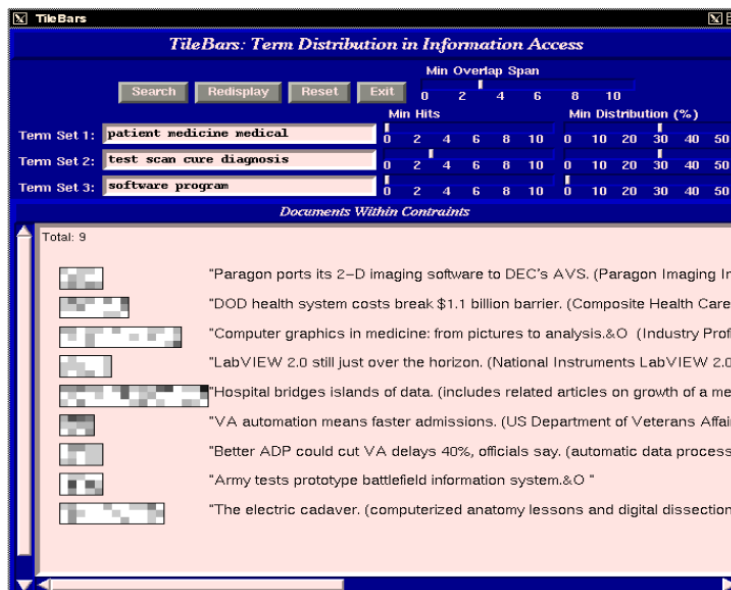 TileBars
TileBars: Term Distribution in Information Access
Min Overlap Span
Search Redisplay Reset Exit
0 2 4 6 8 10
Min Hits Min Distribution (%)
Term Set 1: patient medicine medical
0 2 4 6 8 10 0 10 20 30 40 50
Term Set 2: test scan cure diagnosis
0 2 4 6 8 10 0 10 20 30 40 50
Term Set 3: software program
0 2 4 6 8 10 0 10 20 30 40 50
Documents Within Contraints
Total: 9
"Paragon ports its 2-D imaging software to DEC's AVS. (Paragon Imaging
"DOD health system costs break $1.1 billion barrier. (Composite Health Care
"Computer graphics in medicine: from pictures to analysis.&O (Industry
"LabVIEW 2.0 still just over the horizon. (National Instruments LabVIEW 2.0
"Hospital bridges islands of data. (includes related articles on growth of a
"VA automation means faster admissions. (US Department of Veterans
"Better ADP could cut VA delays 40%, officials say. (automatic data
"Army tests prototype battlefield information system.&O "
"The electric cadaver. (computerized anatomy lessons and digital dissection